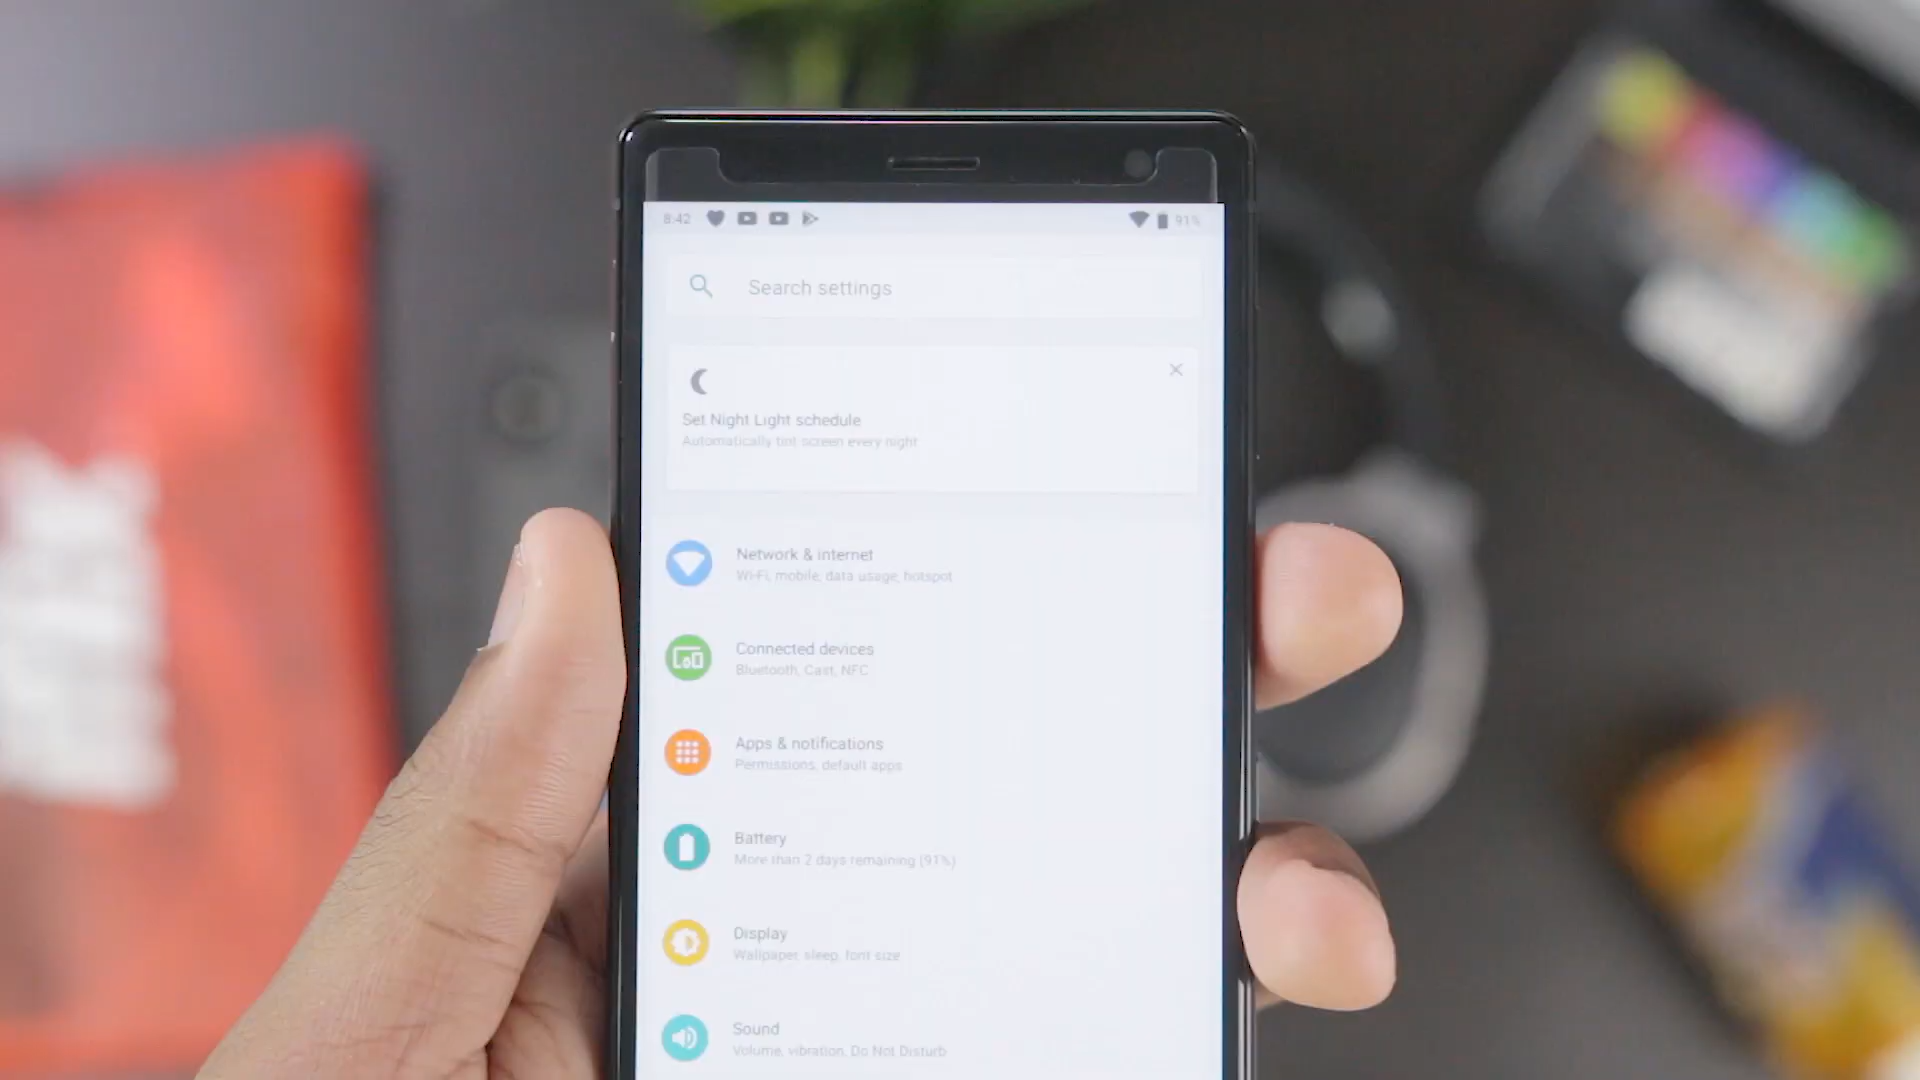 8:42
91%
Search settings
Set Night Light schedule
Automatically tint screen every night
Network & internet
Wi-Fi, mobile, data usage, hotspot
Connected devices
Bluetooth, Cast, NFC
Apps & notifications
Permissions, default apps
Battery
More than 2 days remaining (91%)
Display
Wallpaper, sleep, font size
Sound
Volume, vibration, Do Not Disturb